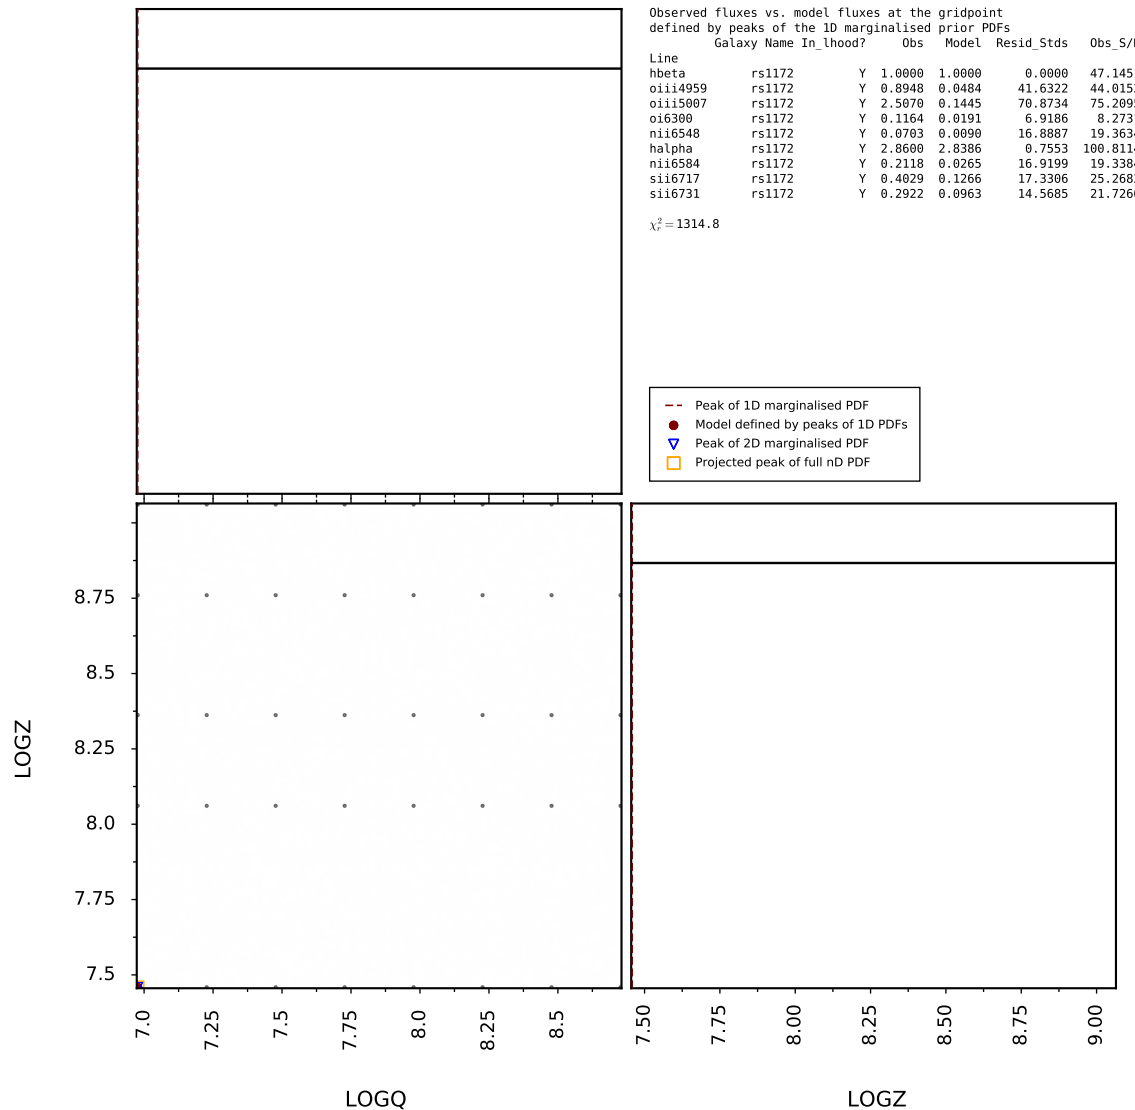 Observed fluxes vs. model fluxes at the gridpoint
defined by peaks of the 1D marginalised prior PDFs
Galaxy Name In_lhood? Obs Model Resid_Stds Obs_S/
Line
hbeta rs1172 Y 1.0000 1.0000 0.0000 47.145
oiii4959 rs1172 Y 0.8948 0.0484 41.6322 44.015
oiii5007 rs1172 Y 2.5070 0.1445 70.8734 75.209
oi6300 rs1172 Y 0.1164 0.0191 6.9186 8.273
nii6548 rs1172 Y 0.0703 0.0090 16.8887 19.363
halpha rs1172 Y 2.8600 2.8386 0.7553 100.811
nii6584 rs1172 Y 0.2118 0.0265 16.9199 19.338
sii6717 rs1172 Y 0.4029 0.1266 17.3306 25.268
sii6731 rs1172 Y 0.2922 0.0963 14.5685 21.726
χ²ᵣ = 1314.8
Peak of 1D marginalised PDF
Model defined by peaks of 1D PDFs
Peak of 2D marginalised PDF
Projected peak of full nD PDF
8.75
8.5
8.25
8.0
7.75
7.5
LOGZ
7.0 7.25 7.5 7.75 8.0 8.25 8.5
LOGQ
7.50 7.75 8.00 8.25 8.50 8.75 9.00
LOGZ